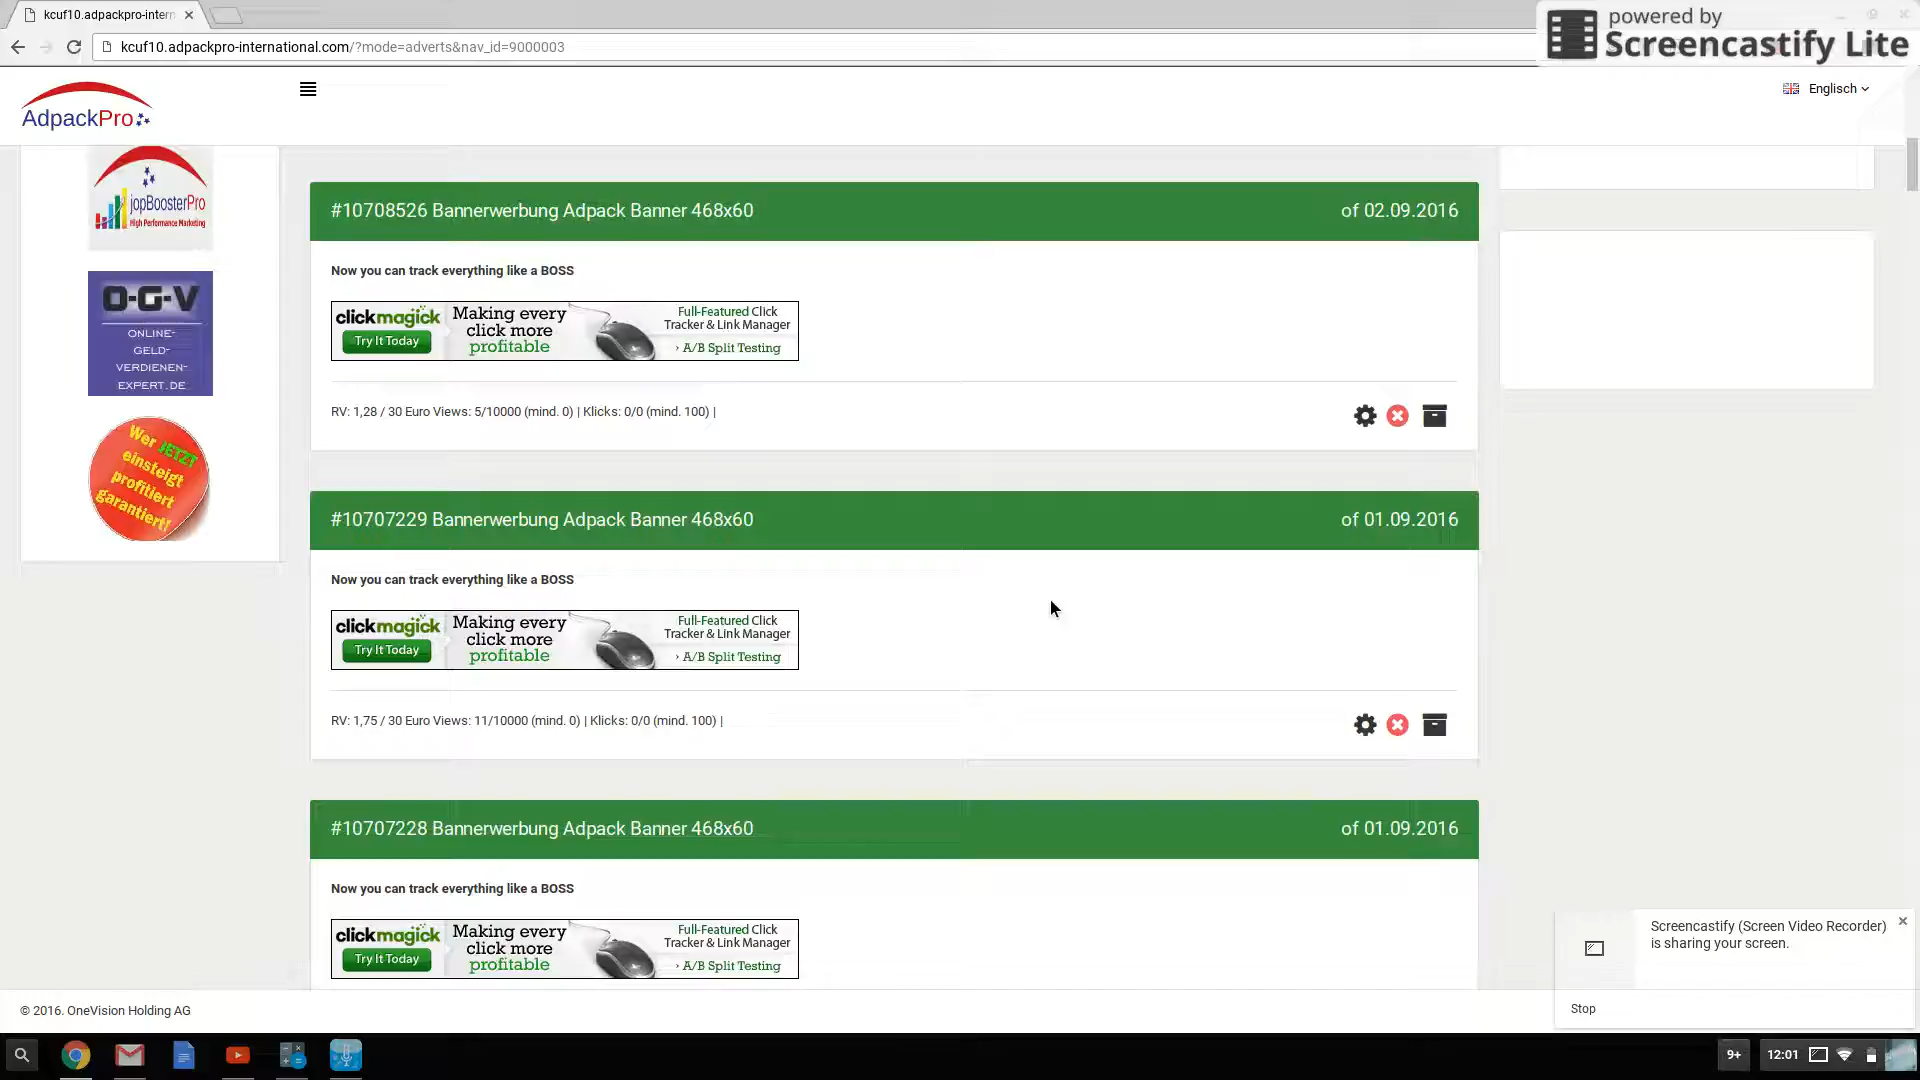 kcuf10.adpackpro-intern
kcuf10.adpackpro-international.com/?mode=adverts&nav_id=9000003
powered by
Screencastify Lite
AdpackPro
Englisch
jopBoosterPro
High Performance Marketing
O-G-V
ONLINE-
GELD-
VERDIENEN-
EXPERT.DE
Wer JETZT
einsteigt
profitiert
garantiert!
#10708526 Bannerwerbung Adpack Banner 468x60
of 02.09.2016
Now you can track everything like a BOSS
clickmagick
Try It Today
Making every
click more
profitable
Full-Featured Click
Tracker & Link Manager
› A/B Split Testing
RV: 1,28 / 30 Euro Views: 5/10000 (mind. 0) | Klicks: 0/0 (mind. 100) |
#10707229 Bannerwerbung Adpack Banner 468x60
of 01.09.2016
Now you can track everything like a BOSS
clickmagick
Try It Today
Making every
click more
profitable
Full-Featured Click
Tracker & Link Manager
› A/B Split Testing
RV: 1,75 / 30 Euro Views: 11/10000 (mind. 0) | Klicks: 0/0 (mind. 100) |
#10707228 Bannerwerbung Adpack Banner 468x60
of 01.09.2016
Now you can track everything like a BOSS
clickmagick
Try It Today
Making every
click more
profitable
Full-Featured Click
Tracker & Link Manager
› A/B Split Testing
Screencastify (Screen Video Recorder)
is sharing your screen.
Stop
© 2016. OneVision Holding AG
9+
12:01